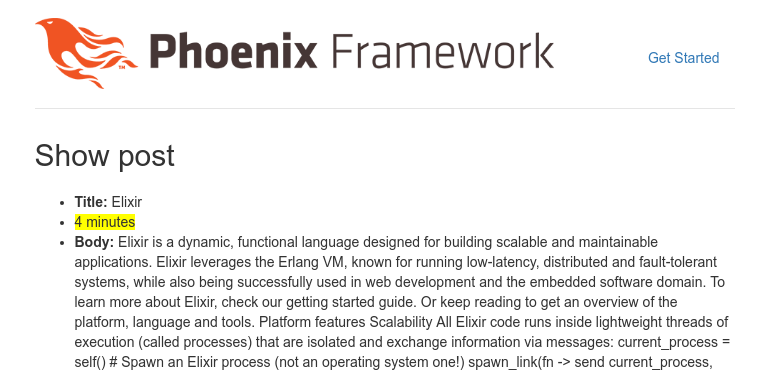 Phoenix Framework
Get Started
Show post
Title: Elixir
4 minutes
Body: Elixir is a dynamic, functional language designed for building scalable and maintainable
applications. Elixir leverages the Erlang VM, known for running low-latency, distributed and fault-tolerant
systems, while also being successfully used in web development and the embedded software domain. To
learn more about Elixir, check our getting started guide. Or keep reading to get an overview of the
platform, language and tools. Platform features Scalability All Elixir code runs inside lightweight threads of
execution (called processes) that are isolated and exchange information via messages: current_process =
self() # Spawn an Elixir process (not an operating system one!) spawn_link(fn -> send current_process,